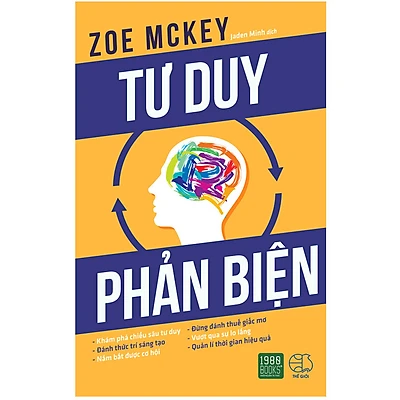 ZOE MCKEY
Jaden Minh dịch
TƯ DUY
PHẢN BIỆN
- Khám phá chiều sâu tư duy
- Đánh thức trí sáng tạo
- Nắm bắt được cơ hội
- Đừng đánh thuế giấc mơ
- Vượt qua sự lo lắng
- Quản lí thời gian hiệu quả
1980
BOOKS
THẾ GIỚI